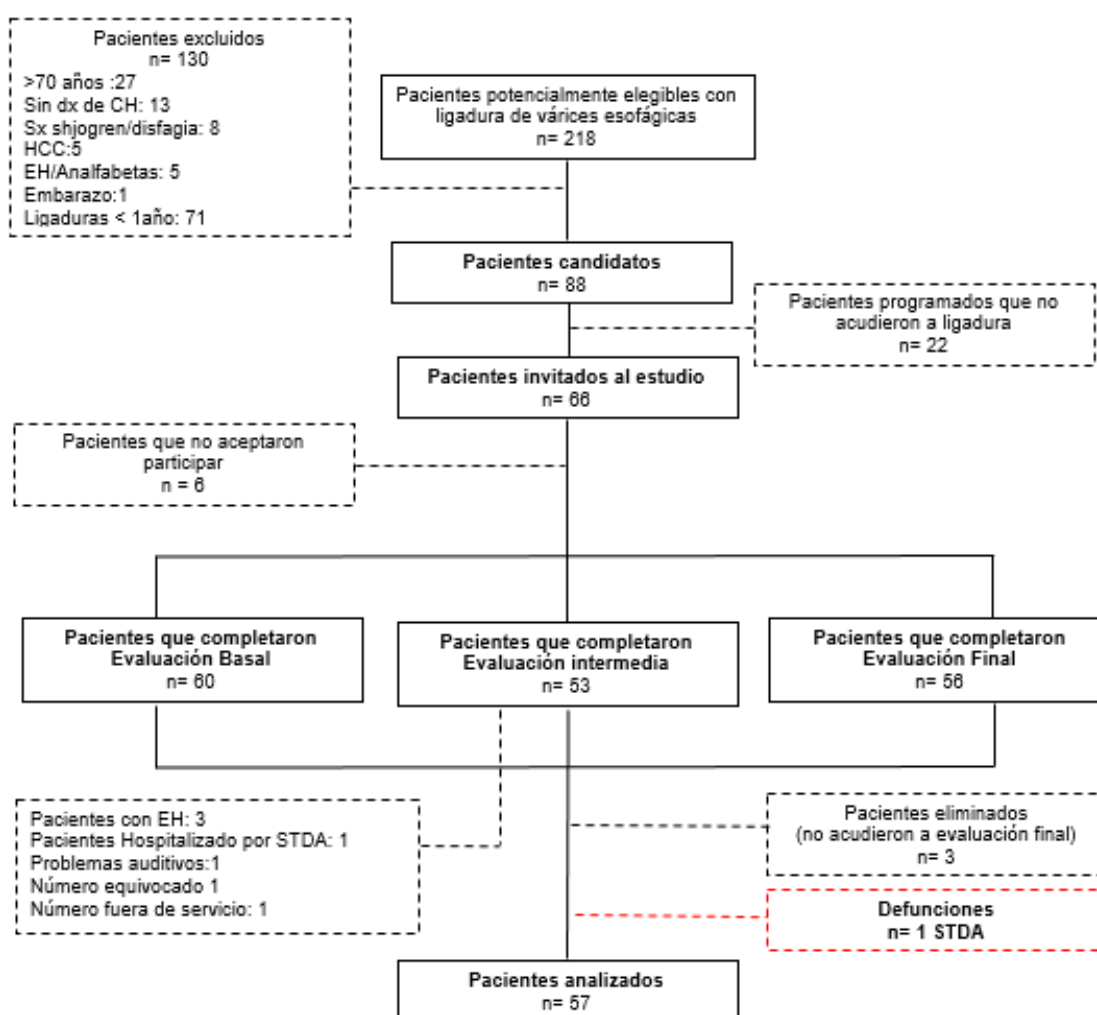 Pacientes excluidos
n= 130
>70 años :27
Sin dx de CH: 13
Sx shjogren/disfagia: 8
HCC:5
EH/Analfabetas: 5
Embarazo:1
Ligaduras < 1año: 71
Pacientes potencialmente elegibles con
ligadura de várices esofágicas
n= 218
Pacientes candidatos
n= 88
Pacientes programados que no
acudieron a ligadura
n= 22
Pacientes invitados al estudio
n= 66
Pacientes que no aceptaron
participar
n = 6
Pacientes que completaron
Evaluación Basal
n= 60
Pacientes que completaron
Evaluación intermedia
n= 53
Pacientes que completaron
Evaluación Final
n= 56
Pacientes con EH: 3
Pacientes Hospitalizado por STDA: 1
Problemas auditivos:1
Número equivocado 1
Número fuera de servicio: 1
Pacientes eliminados
(no acudieron a evaluación final)
n= 3
Defunciones
n= 1 STDA
Pacientes analizados
n= 57